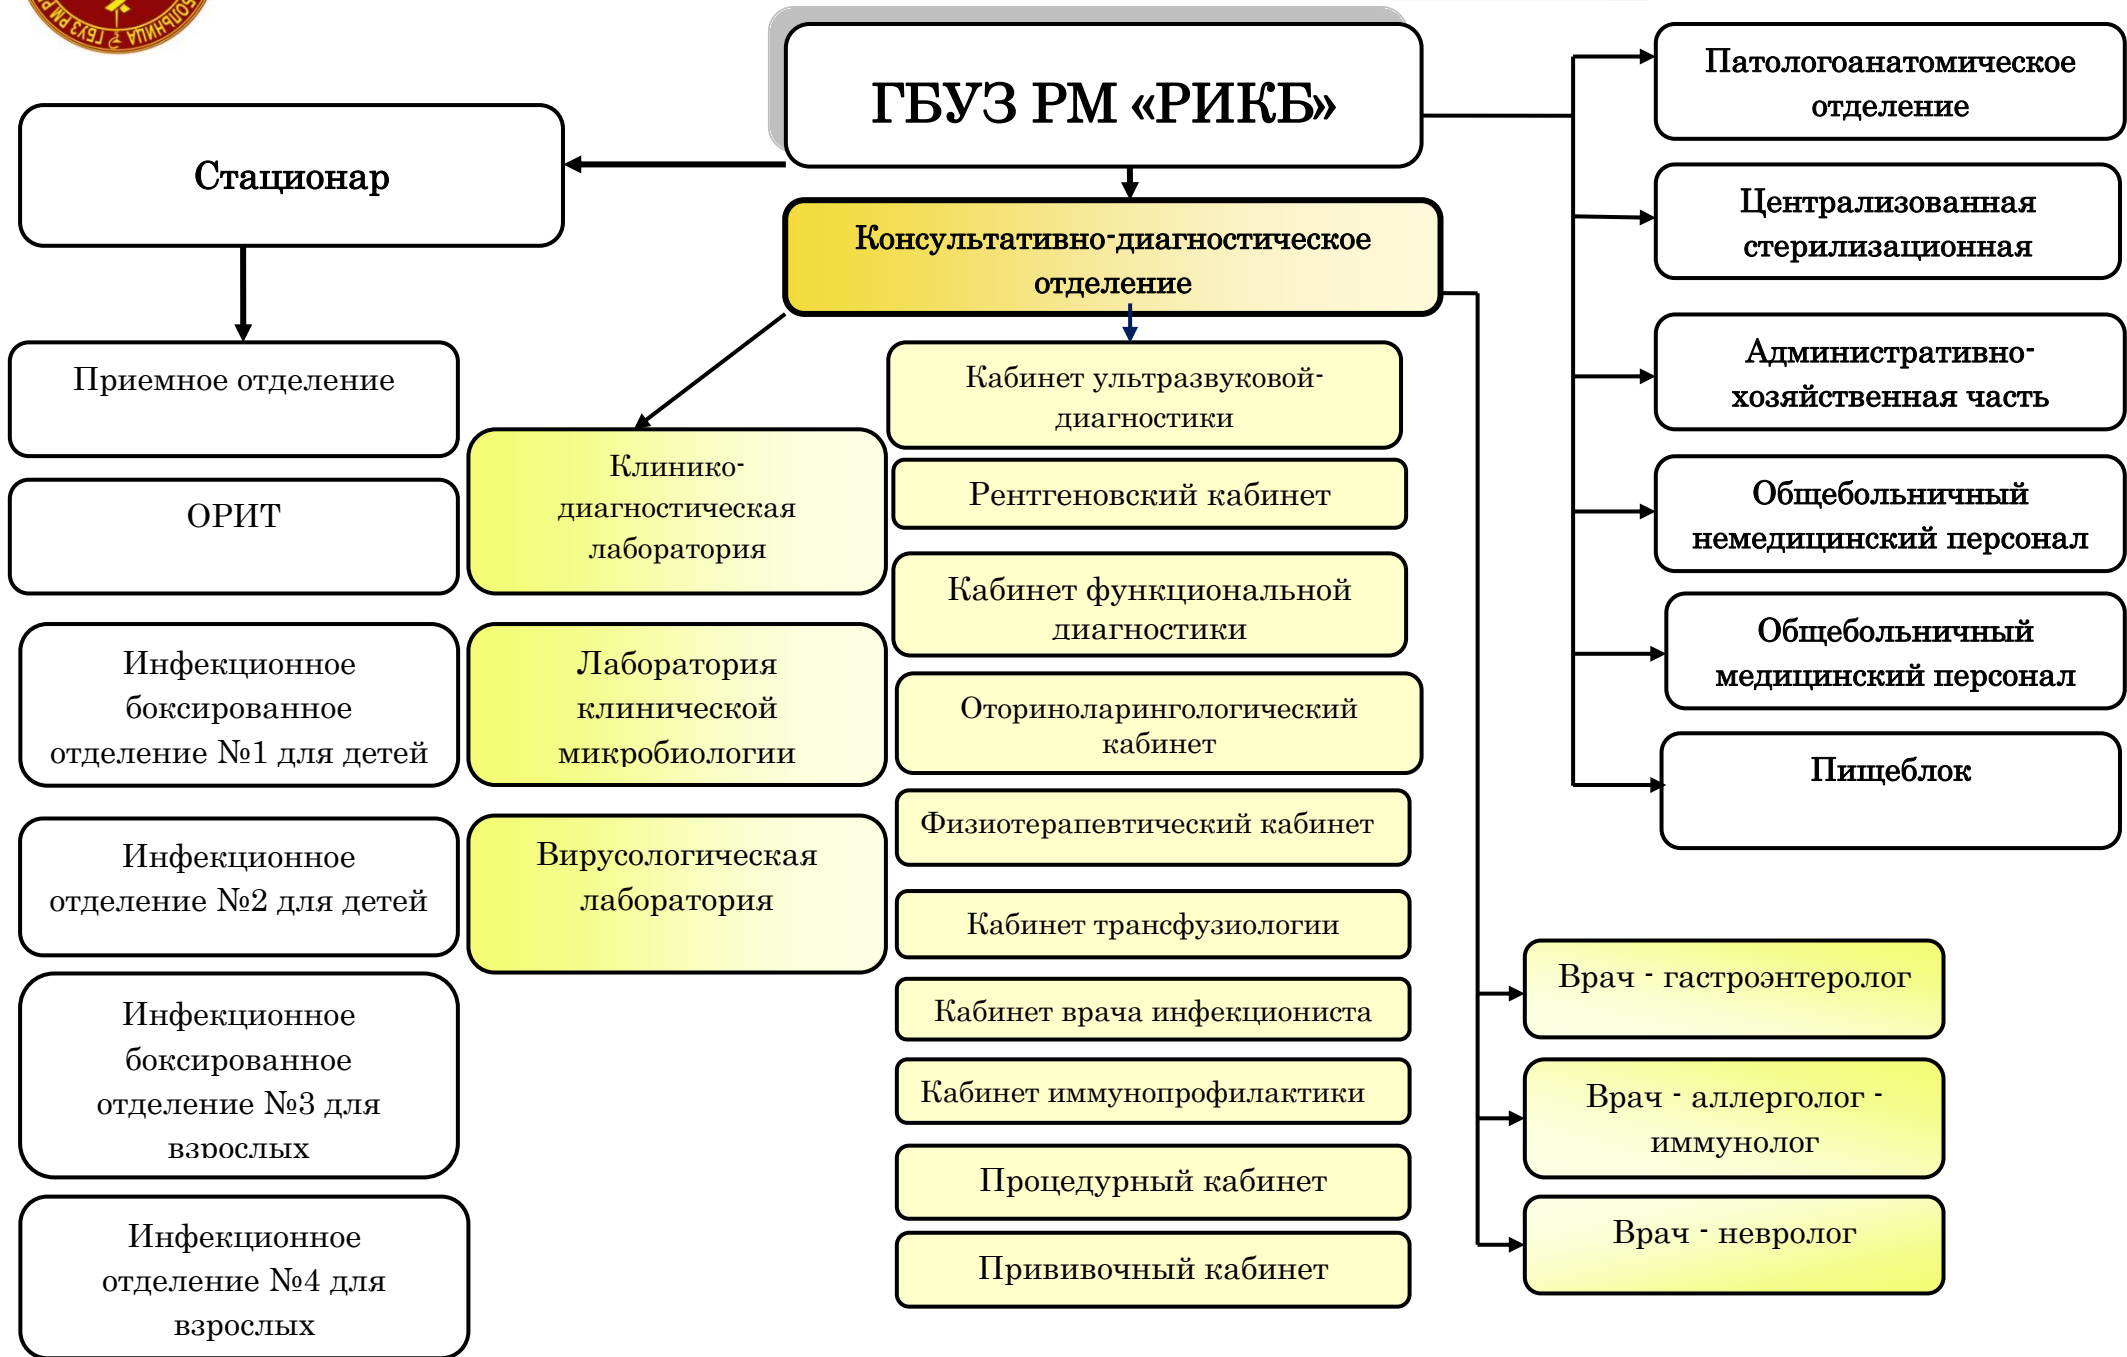 БОЛЬНИЦА
ГБУЗ РМ
ГБУЗ РМ «РИКБ»
Стационар
Приемное отделение
ОРИТ
Инфекционное
боксированное
отделение №1 для детей
Инфекционное
отделение №2 для детей
Инфекционное
боксированное
отделение №3 для
взрослых
Инфекционное
отделение №4 для
взрослых
Консультативно-диагностическое
отделение
Клинико-
диагностическая
лаборатория
Лаборатория
клинической
микробиологии
Вирусологическая
лаборатория
Кабинет ультразвуковой-
диагностики
Рентгеновский кабинет
Кабинет функциональной
диагностики
Оториноларингологический
кабинет
Физиотерапевтический кабинет
Кабинет трансфузиологии
Кабинет врача инфекциониста
Кабинет иммунопрофилактики
Процедурный кабинет
Прививочный кабинет
Врач - гастроэнтеролог
Врач - аллерголог -
иммунолог
Врач - невролог
Патологоанатомическое
отделение
Централизованная
стерилизационная
Административно-
хозяйственная часть
Общебольничный
немедицинский персонал
Общебольничный
медицинский персонал
Пищеблок